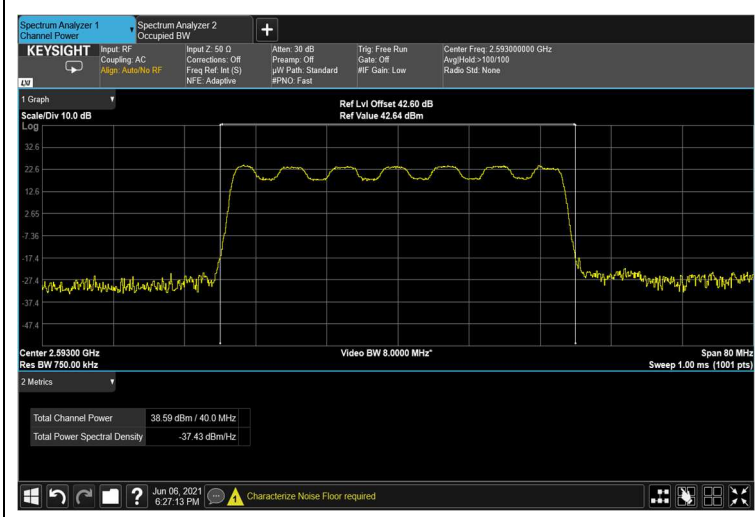 Spectrum Analyzer 1
Channel Power
Spectrum Analyzer 2
Occupied BW
KEYSIGHT
Input: RF
Coupling: AC
Align: Auto/No RF
Input Z: 50 Ω
Corrections: Off
Freq Ref: Int (S)
NFE: Adaptive
Atten: 30 dB
Preamp: Off
µW Path: Standard
#PNO: Fast
Trig: Free Run
Gate: Off
#IF Gain: Low
Center Freq: 2.593000000 GHz
Avg|Hold:>100/100
Radio Std: None
LXI
1 Graph
Scale/Div 10.0 dB
Ref Lvl Offset 42.60 dB
Ref Value 42.64 dBm
Log
32.6
22.6
12.6
2.65
-7.36
-17.4
-27.4
-37.4
-47.4
Center 2.59300 GHz
Video BW 8.0000 MHz*
Span 80 MHz
Res BW 750.00 kHz
Sweep 1.00 ms (1001 pts)
2 Metrics
Total Channel Power 38.59 dBm / 40.0 MHz
Total Power Spectral Density -37.43 dBm/Hz
Jun 06, 2021
6:27:13 PM
1
Characterize Noise Floor required